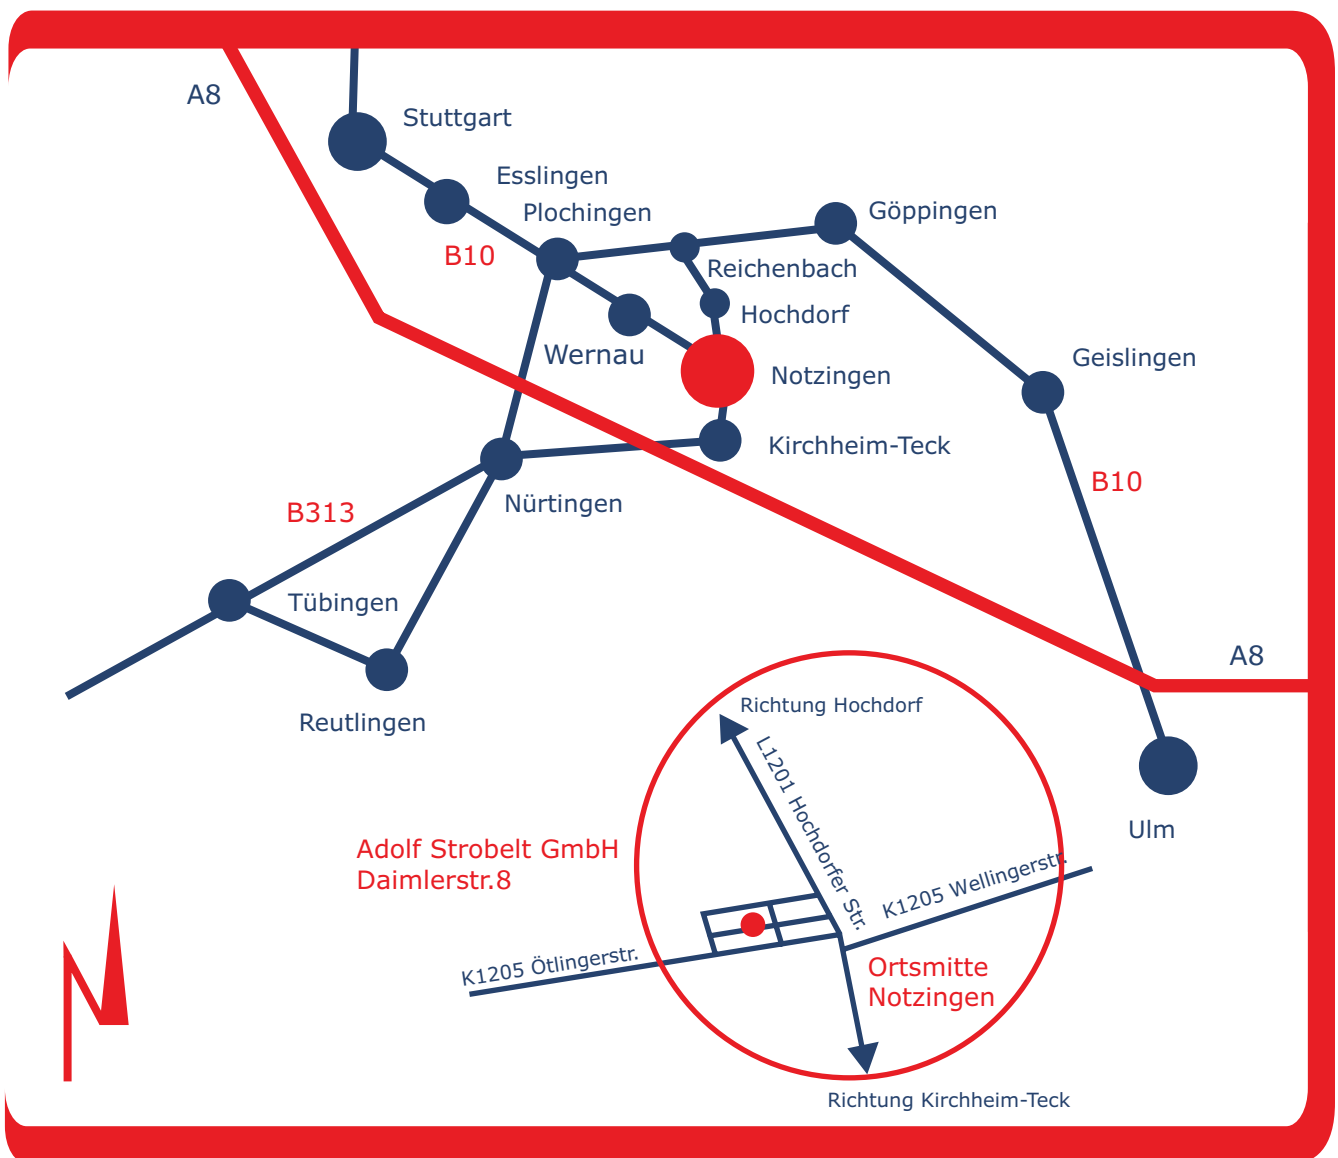 A8
Stuttgart
Esslingen
Plochingen
Göppingen
B10
Reichenbach
Hochdorf
Wernau
Geislingen
Notzingen
Kirchheim-Teck
B10
Nürtingen
B313
Tübingen
A8
Reutlingen
Richtung Hochdorf
L1201 Hochdorfer Str.
Ulm
Adolf Strobelt GmbH
Daimlerstr.8
K1205 Wellingerstr.
K1205 Ötlingerstr.
Ortsmitte
Notzingen
Richtung Kirchheim-Teck